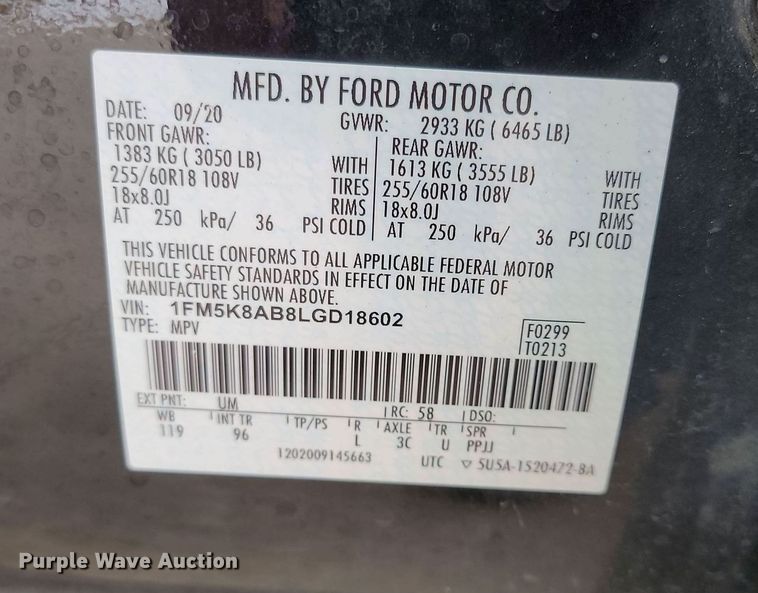 MFD. BY FORD MOTOR CO.
DATE: 09/20 GVWR: 2933 KG ( 6465 LB)
FRONT GAWR: REAR GAWR:
1383 KG ( 3050 LB) WITH 1613 KG ( 3555 LB) WITH
255/60R18 108V TIRES 255/60R18 108V TIRES
18x8.0J RIMS 18x8.0J RIMS
AT 250 kPa/ 36 PSI COLD AT 250 kPa/ 36 PSI COLD
THIS VEHICLE CONFORMS TO ALL APPLICABLE FEDERAL MOTOR
VEHICLE SAFETY STANDARDS IN EFFECT ON THE DATE OF
MANUFACTURE SHOWN ABOVE.
VIN: 1FM5K8AB8LGD18602 F0299
TYPE: MPV T0213
EXT PNT: UM RC: 58 DSO:
WB INT TR TP/PS R AXLE TR SPR
119 96 L 3C U PPJJ
1202009145663 UTC ▽ 5U5A-1520472-BA
Purple Wave Auction